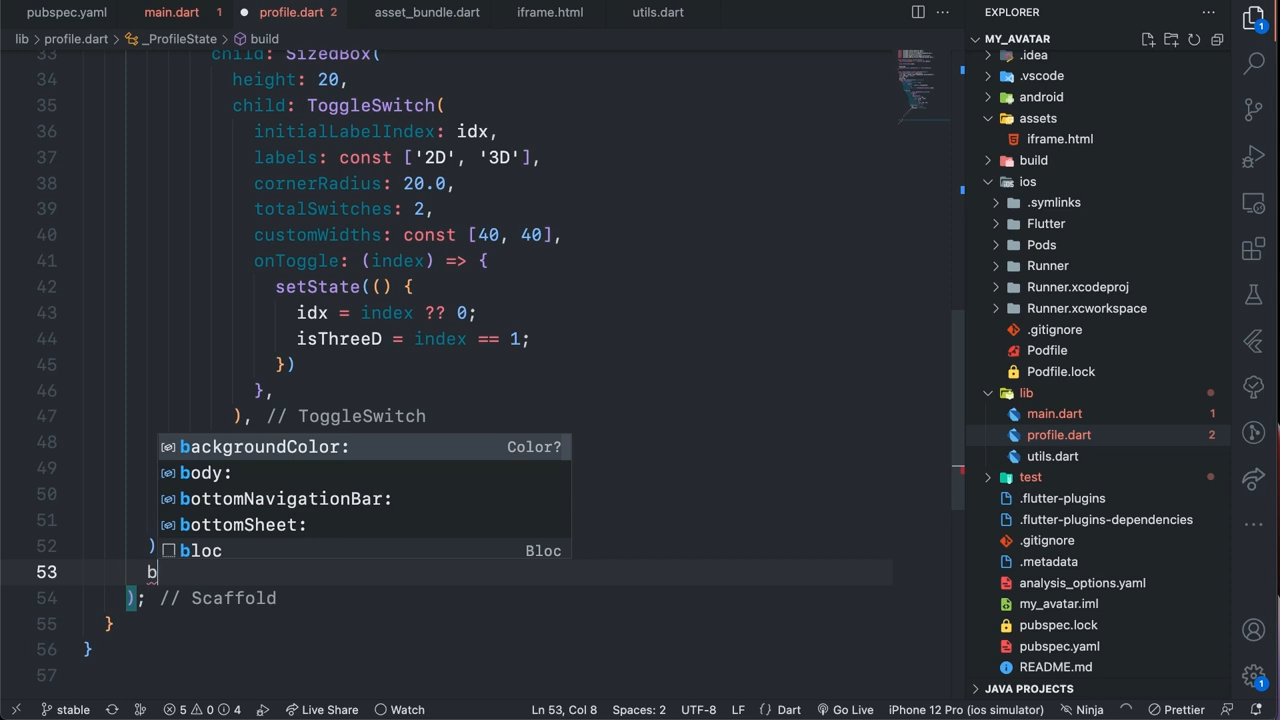 pubspec.yaml
main.dart 1
profile.dart 2
asset_bundle.dart
iframe.html
utils.dart
lib > profile.dart > _ProfileState > build
33 child: SizedBox(
34 height: 20,
35 child: ToggleSwitch(
36 initialLabelIndex: idx,
37 labels: const ['2D', '3D'],
38 cornerRadius: 20.0,
39 totalSwitches: 2,
40 customWidths: const [40, 40],
41 onToggle: (index) => {
42 setState(() {
43 idx = index ?? 0;
44 isThreeD = index == 1;
45 })
46 },
47 ), // ToggleSwitch
48
49
50
51
52 )
53 b
54 ); // Scaffold
55 }
56 }
57
backgroundColor: Color?
body:
bottomNavigationBar:
bottomSheet:
bloc Bloc
EXPLORER
MY_AVATAR
.idea
.vscode
android
assets
iframe.html
build
ios
.symlinks
Flutter
Pods
Runner
Runner.xcodeproj
Runner.xcworkspace
.gitignore
Podfile
Podfile.lock
lib
main.dart 1
profile.dart 2
utils.dart
test
.flutter-plugins
.flutter-plugins-dependencies
.gitignore
.metadata
analysis_options.yaml
my_avatar.iml
pubspec.lock
pubspec.yaml
README.md
JAVA PROJECTS
1
1
stable 5 0 4 Live Share Watch Ln 53, Col 8 Spaces: 2 UTF-8 LF {} Dart Go Live iPhone 12 Pro (ios simulator) Ninja Prettier